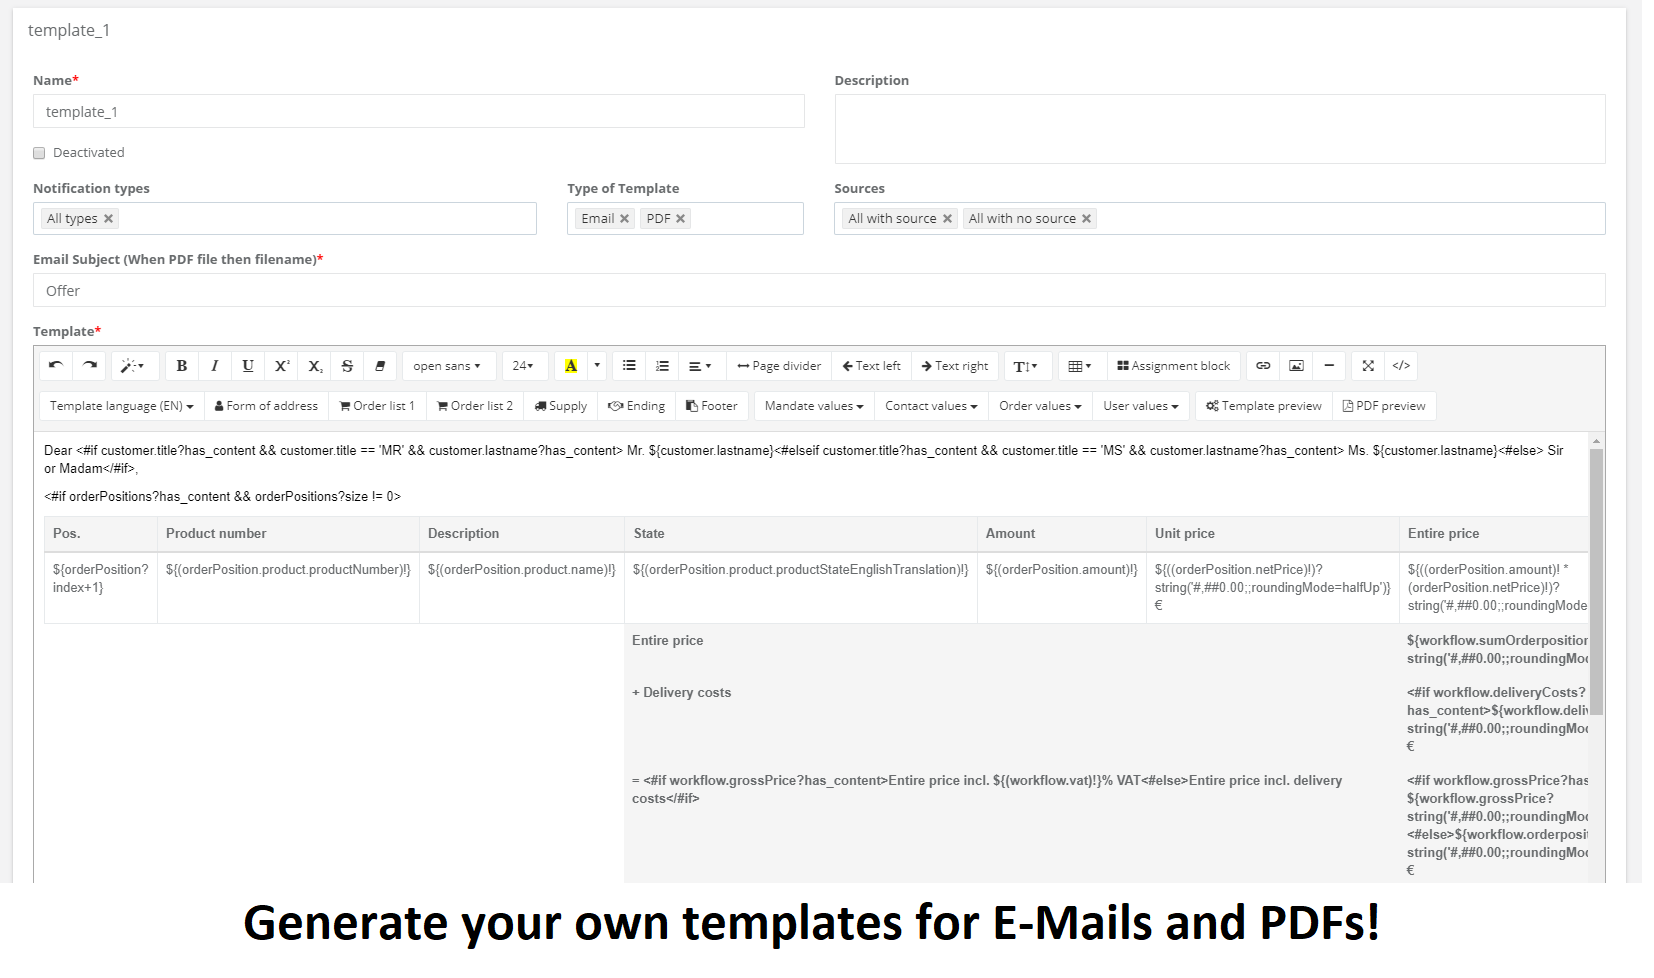 template_1
Name*
Description
template_1
Deactivated
Notification types
Type of Template
Sources
All types ×
Email × PDF ×
All with source × All with no source ×
Email Subject (When PDF file then filename)*
Offer
Template*
B I U X² X₂ S open sans 24 A Page divider Text left Text right T Assignment block </>
Template language (EN) Form of address Order list 1 Order list 2 Supply Ending Footer Mandate values Contact values Order values User values Template preview PDF preview
Dear <#if customer.title?has_content && customer.title == 'MR' && customer.lastname?has_content> Mr. ${customer.lastname}<#elseif customer.title?has_content && customer.title == 'MS' && customer.lastname?has_content> Ms. ${customer.lastname}<#else> Sir
or Madam</#if>,
<#if orderPositions?has_content && orderPositions?size != 0>
Pos. Product number Description State Amount Unit price Entire price
${orderPosition?
index+1}
${(orderPosition.product.productNumber)!}
${(orderPosition.product.name)!}
${(orderPosition.product.productStateEnglishTranslation)!}
${(orderPosition.amount)!}
${((orderPosition.netPrice)!)?
string('#,##0.00;;roundingMode=halfUp')}
€
${((orderPosition.amount)! *
(orderPosition.netPrice)!)?
string('#,##0.00;;roundingMode
Entire price
${workflow.sumOrderposition
string('#,##0.00;;roundingMo
+ Delivery costs
<#if workflow.deliveryCosts?
has_content>${workflow.deli
string('#,##0.00;;roundingMo
€
= <#if workflow.grossPrice?has_content>Entire price incl. ${(workflow.vat)!}% VAT<#else>Entire price incl. delivery
costs</#if>
<#if workflow.grossPrice?has
${workflow.grossPrice?
string('#,##0.00;;roundingMo
<#else>${workflow.orderposit
string('#,##0.00;;roundingMo
€
Generate your own templates for E-Mails and PDFs!